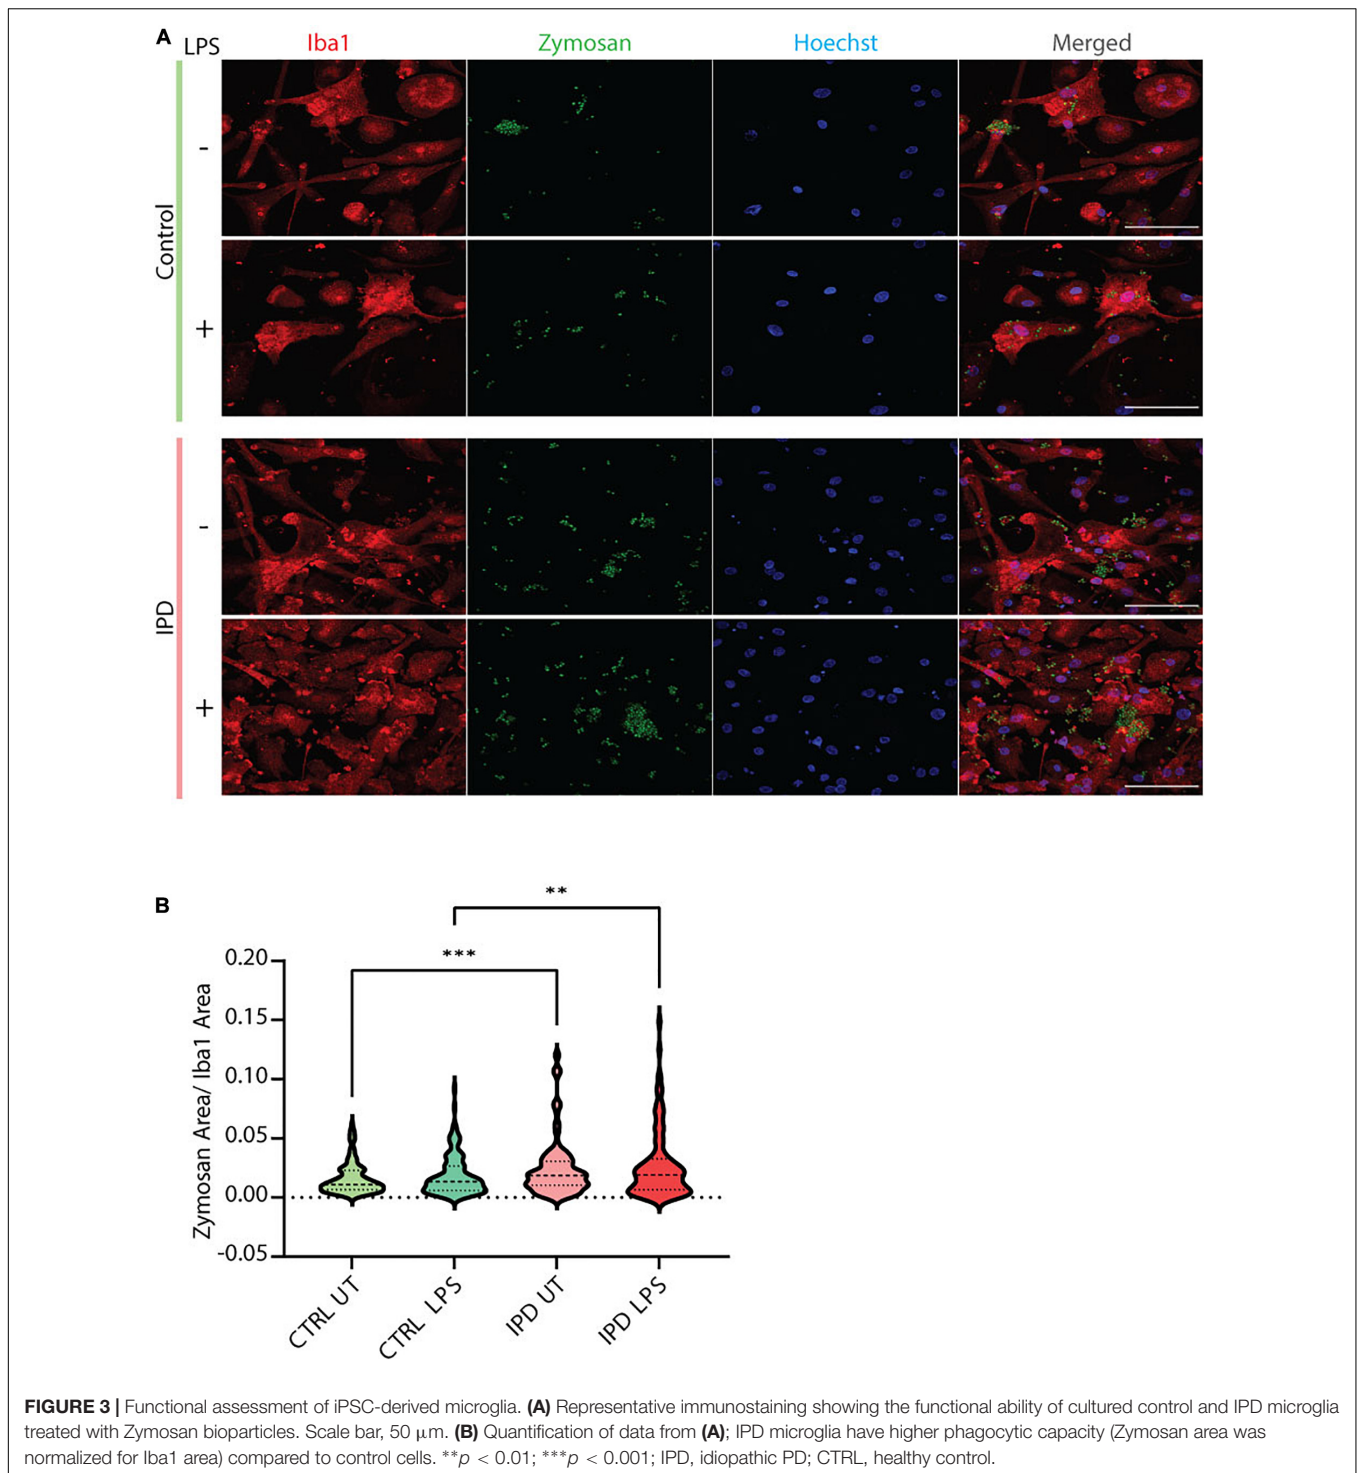 A
LPS Iba1 Zymosan Hoechst Merged
Control
-
+
IPD
-
+
B
**
***
Zymosan Area/ Iba1 Area
0.20
0.15
0.10
0.05
0.00
-0.05
CTRL UT
CTRL LPS
IPD UT
IPD LPS
FIGURE 3 | Functional assessment of iPSC-derived microglia. (A) Representative immunostaining showing the functional ability of cultured control and IPD microglia
treated with Zymosan bioparticles. Scale bar, 50 μm. (B) Quantification of data from (A); IPD microglia have higher phagocytic capacity (Zymosan area was
normalized for Iba1 area) compared to control cells. **p < 0.01; ***p < 0.001; IPD, idiopathic PD; CTRL, healthy control.